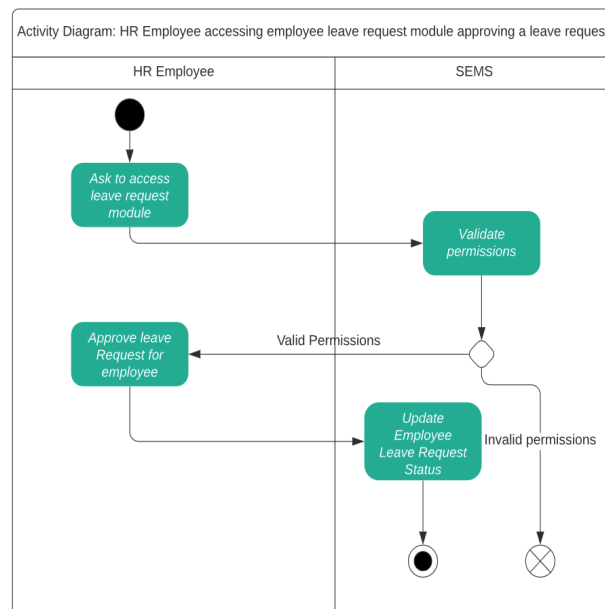 Activity Diagram: HR Employee accessing employee leave request module approving a leave reques
HR Employee
SEMS
Ask to access
leave request
module
Validate
permissions
Valid Permissions
Approve leave
Request for
employee
Update
Employee
Leave Request
Status
Invalid permissions